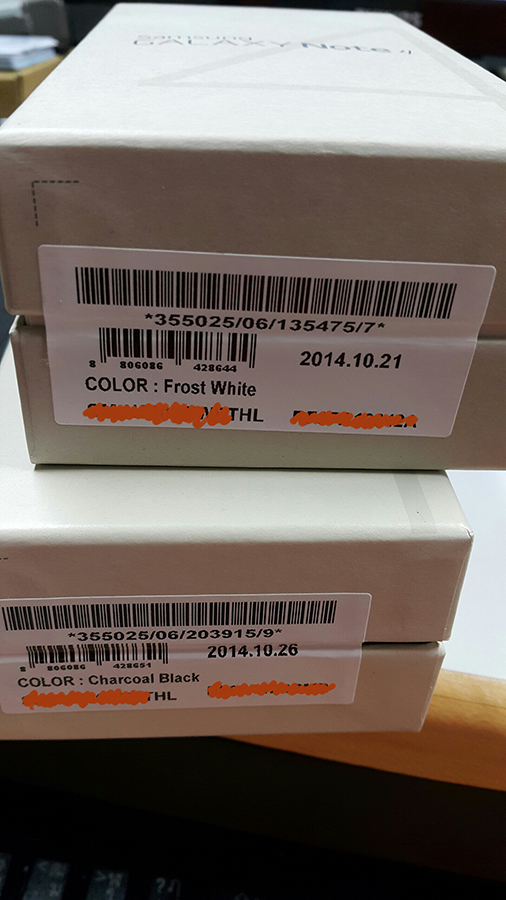 Samsung
GALAXY Note 4
*355025/06/135475/7*
8 806086 428644
2014.10.21
COLOR : Frost White
THL
*355025/06/203915/9*
8 806086 428651
2014.10.26
COLOR : Charcoal Black
THL